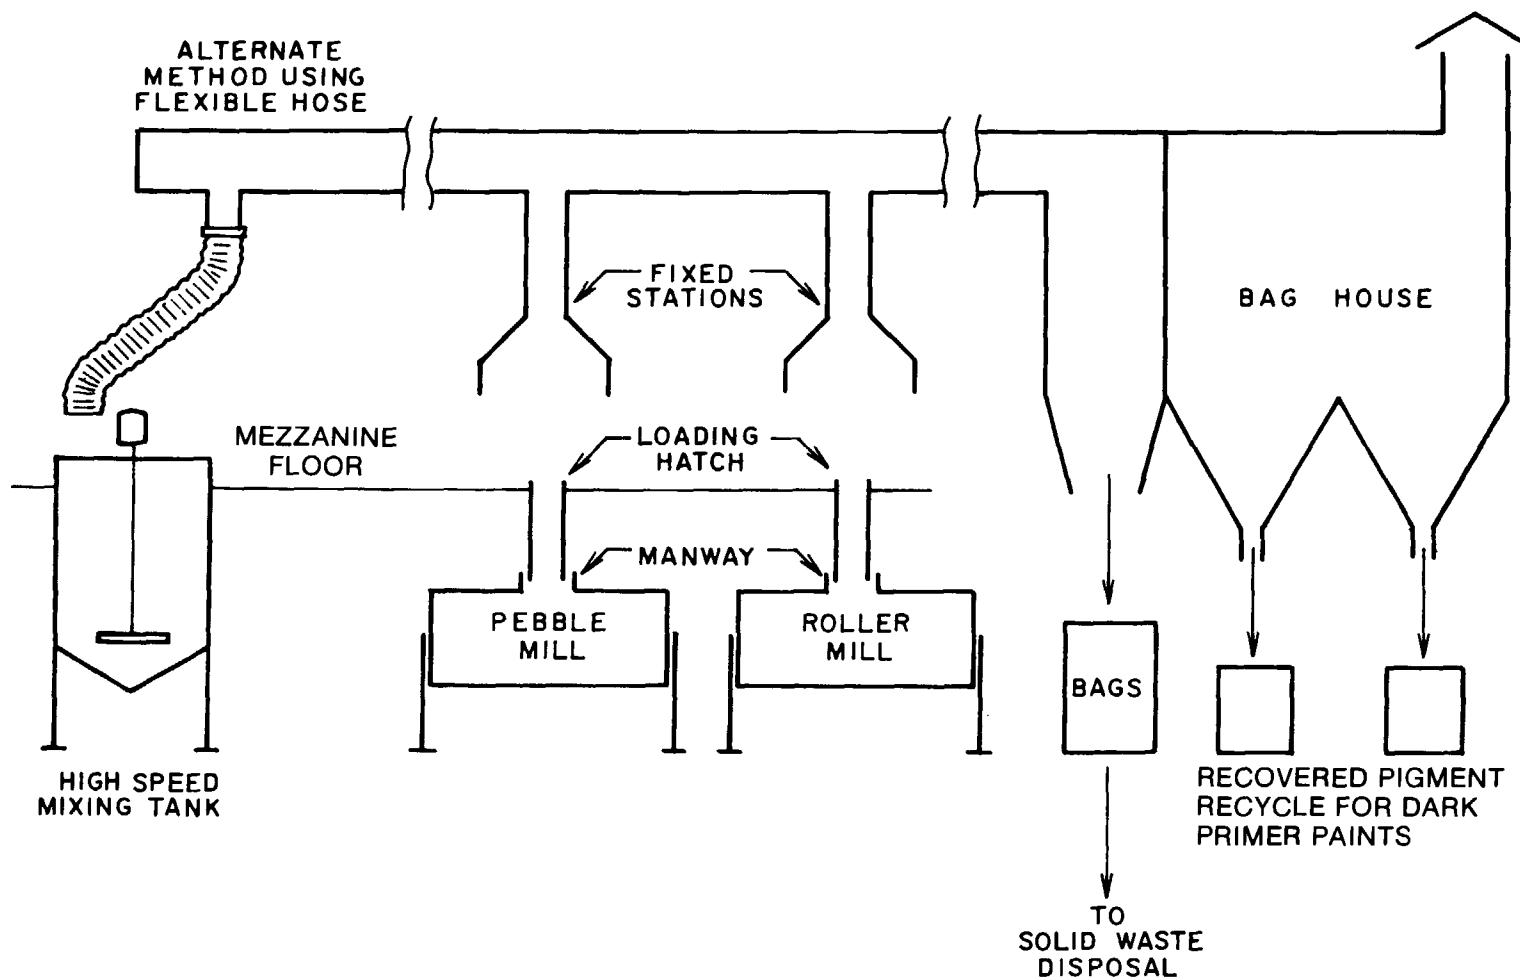 ALTERNATE
METHOD USING
FLEXIBLE HOSE
FIXED
STATIONS
BAG HOUSE
MEZZANINE
FLOOR
LOADING
HATCH
MANWAY
PEBBLE
MILL
ROLLER
MILL
BAGS
HIGH SPEED
MIXING TANK
RECOVERED PIGMENT
RECYCLE FOR DARK
PRIMER PAINTS
TO
SOLID WASTE
DISPOSAL